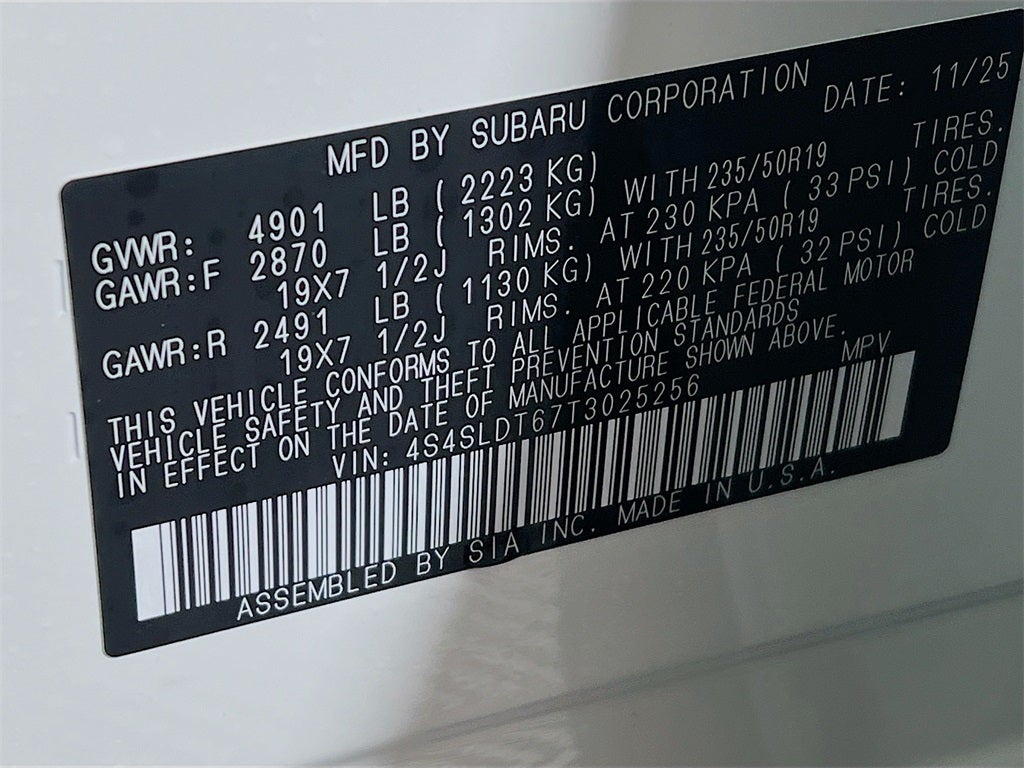 MFD BY SUBARU CORPORATION DATE: 11/25
GVWR: 4901 LB ( 2223 KG)
GAWR:F 2870 LB ( 1302 KG) WITH 235/50R19 TIRES.
19X7 1/2J RIMS. AT 230 KPA ( 33 PSI) COLD
GAWR:R 2491 LB ( 1130 KG) WITH 235/50R19 TIRES.
19X7 1/2J RIMS. AT 220 KPA ( 32 PSI) COLD
THIS VEHICLE CONFORMS TO ALL APPLICABLE FEDERAL MOTOR
VEHICLE SAFETY AND THEFT PREVENTION STANDARDS
IN EFFECT ON THE DATE OF MANUFACTURE SHOWN ABOVE.
VIN: 4S4SLDT67T3025256 MPV
ASSEMBLED BY SIA INC. MADE IN U.S.A.